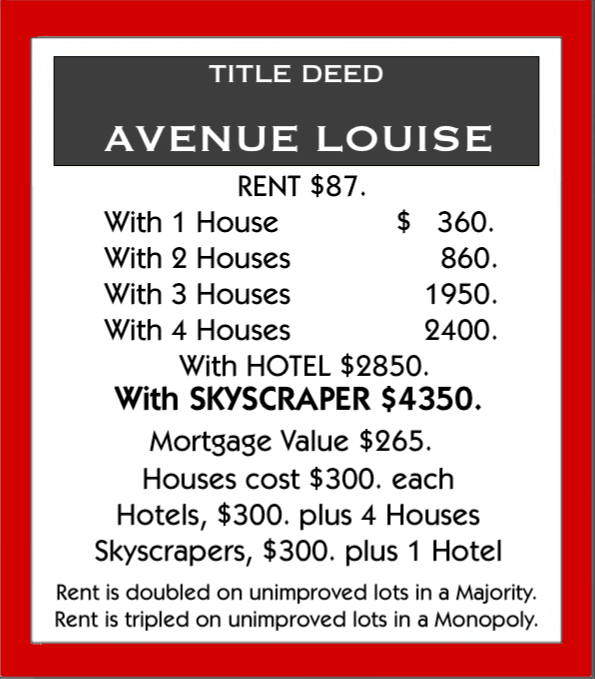 TITLE DEED
AVENUE LOUISE
RENT $87.
With 1 House $ 360.
With 2 Houses 860.
With 3 Houses 1950.
With 4 Houses 2400.
With HOTEL $2850.
With SKYSCRAPER $4350.
Mortgage Value $265.
Houses cost $300. each
Hotels, $300. plus 4 Houses
Skyscrapers, $300. plus 1 Hotel
Rent is doubled on unimproved lots in a Majority.
Rent is tripled on unimproved lots in a Monopoly.